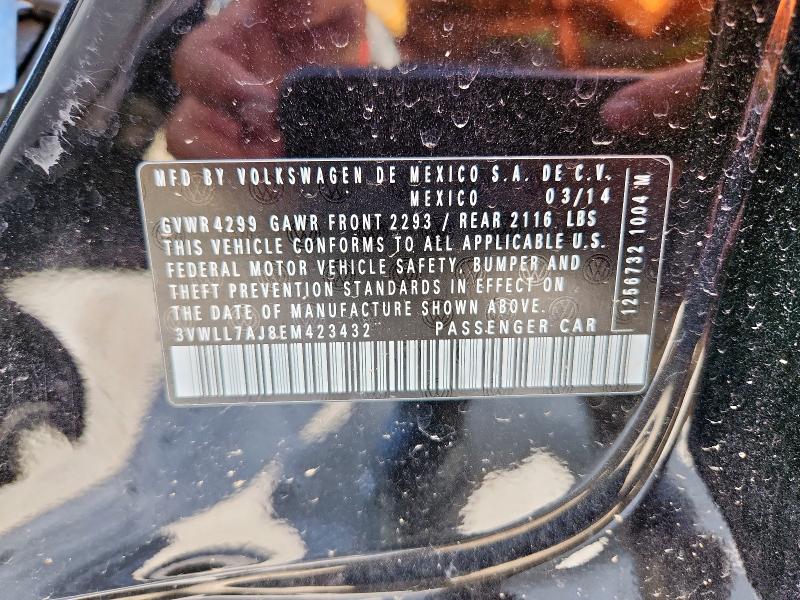 MFD BY VOLKSWAGEN DE MEXICO S.A. DE C.V.
MEXICO 03/14
GVWR 4299 GAWR FRONT 2293 / REAR 2116 LBS
THIS VEHICLE CONFORMS TO ALL APPLICABLE U.S.
FEDERAL MOTOR VEHICLE SAFETY, BUMPER AND
THEFT PREVENTION STANDARDS IN EFFECT ON
THE DATE OF MANUFACTURE SHOWN ABOVE.
3VWLL7AJ8EM423432 PASSENGER CAR
1256732 1004 M